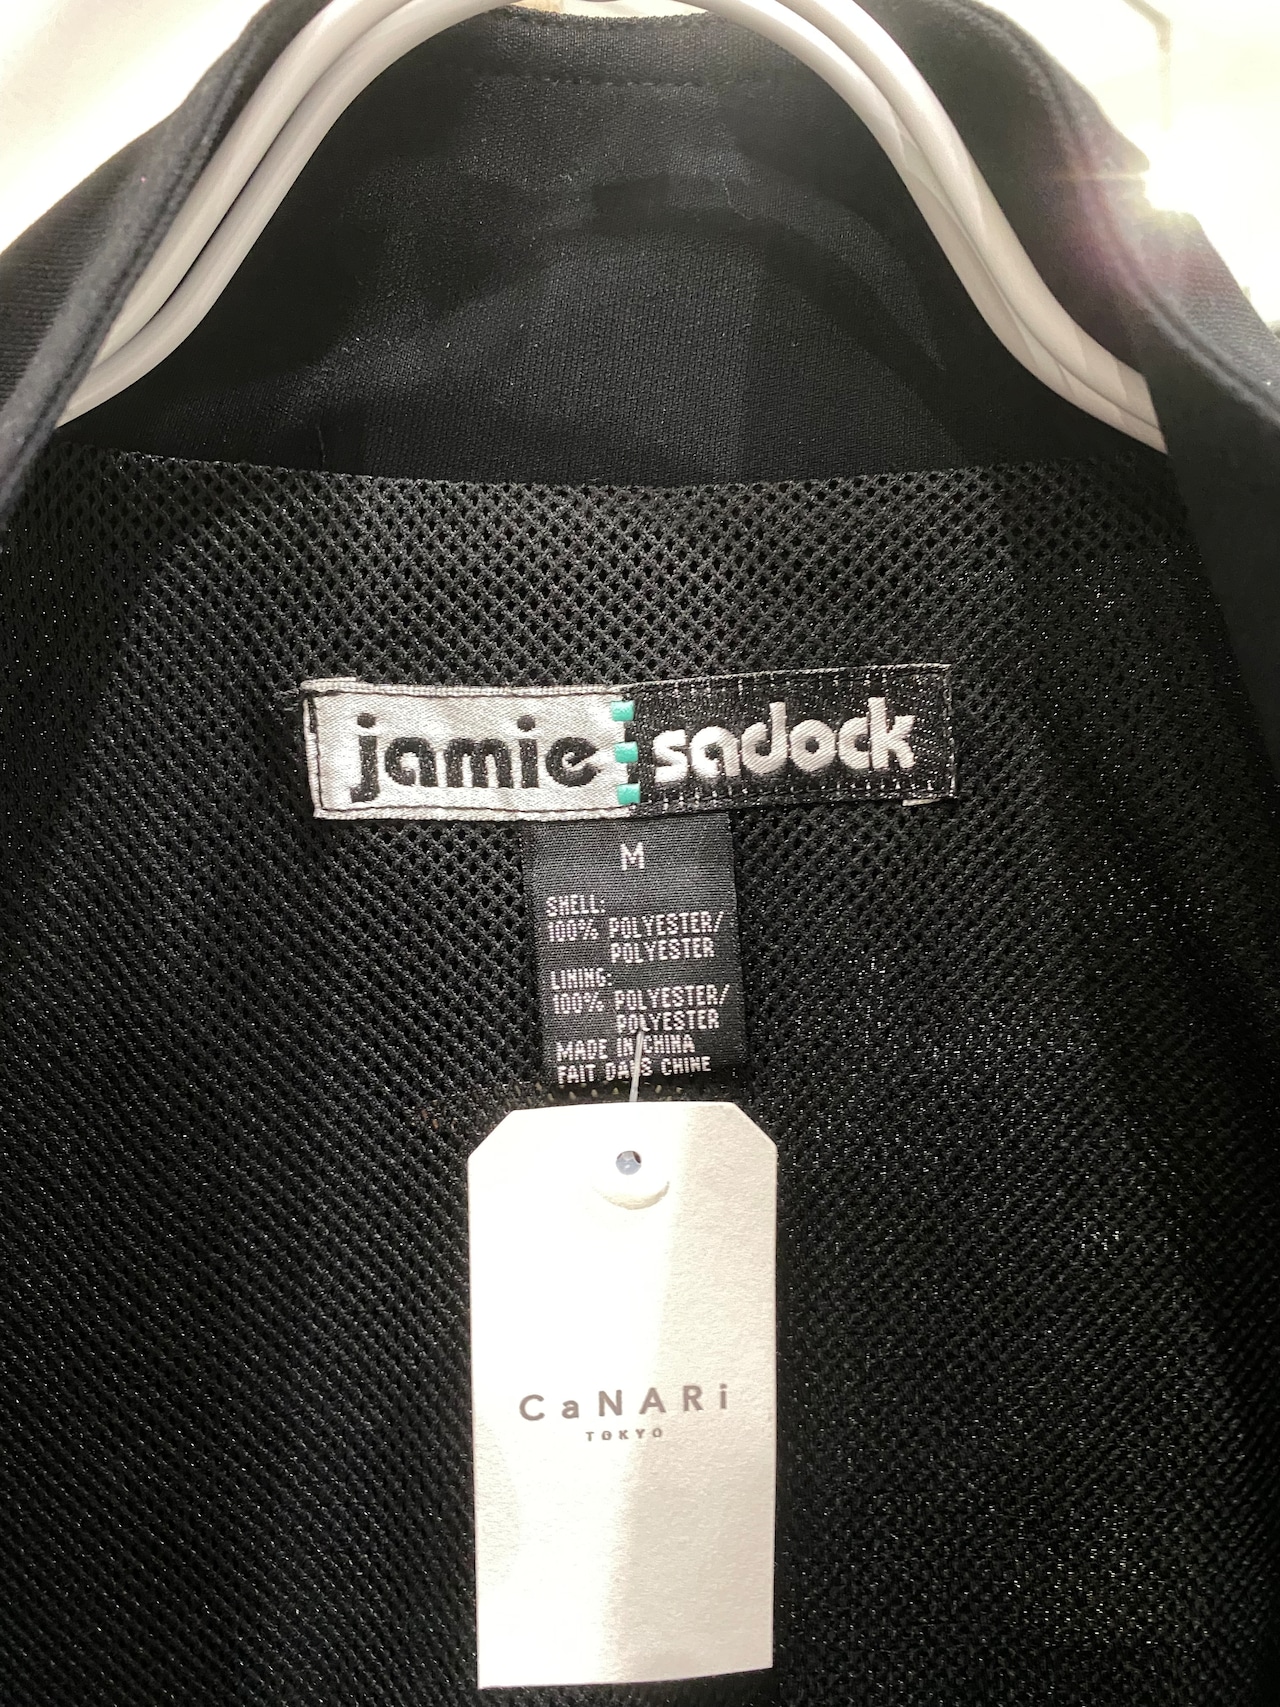 jamie sadock
M
SHELL:
100% POLYESTER/
POLYESTER
LINING:
100% POLYESTER/
POLYESTER
MADE IN CHINA
FAIT DANS CHINE
CaNARi
TOKYO